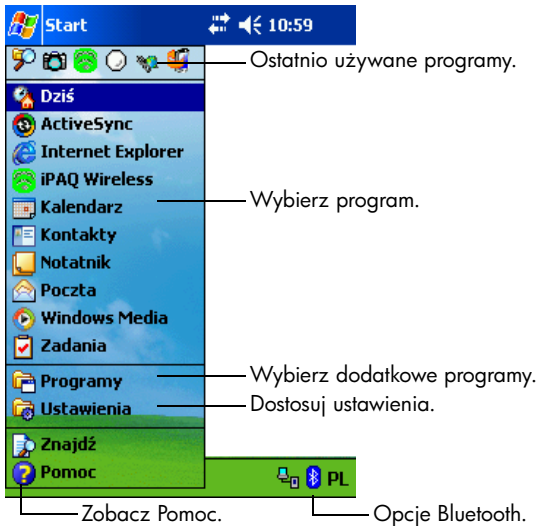 Start 10:59
Ostatnio używane programy.
Dziś
ActiveSync
Internet Explorer
iPAQ Wireless
Kalendarz
Wybierz program.
Kontakty
Notatnik
Poczta
Windows Media
Zadania
Programy
Wybierz dodatkowe programy.
Ustawienia
Dostosuj ustawienia.
Znajdź
Pomoc
PL
Zobacz Pomoc.
Opcje Bluetooth.